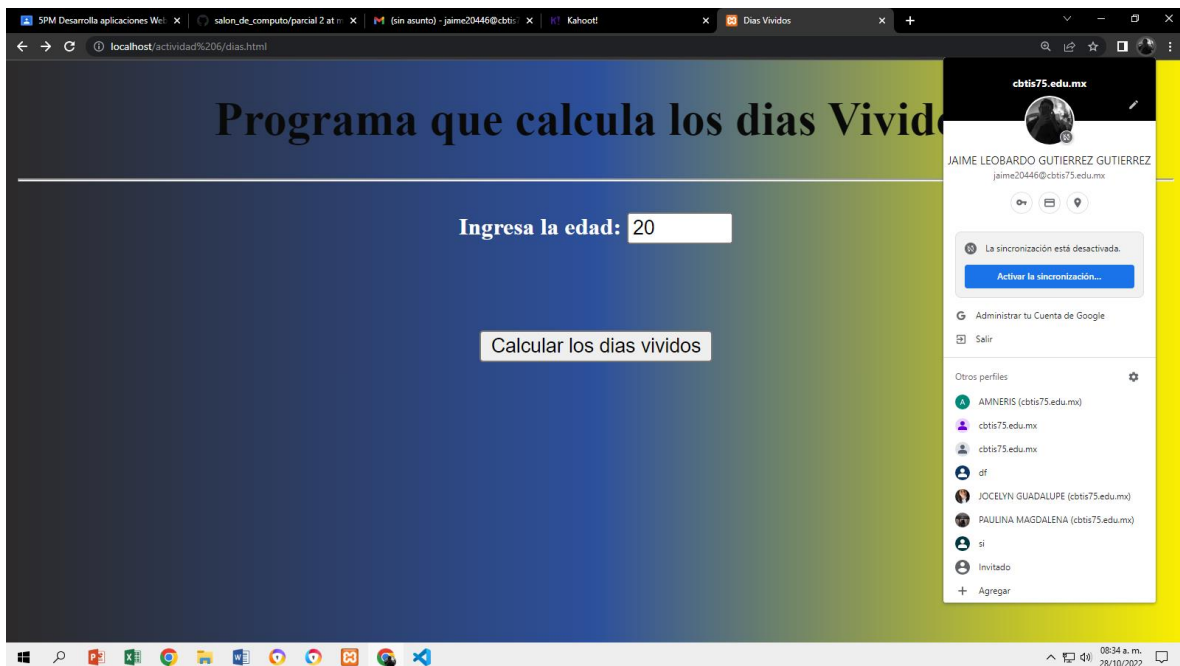 5PM Desarrolla aplicaciones Wel
salon_de_computo/parcial 2 at m
(sin asunto) - jaime20446@cbtis7
K! Kahoot!
Dias Vividos
localhost/actividad%206/dias.html
Programa que calcula los dias Vivid
Ingresa la edad: 20
Calcular los dias vividos
cbtis75.edu.mx
JAIME LEOBARDO GUTIERREZ GUTIERREZ
jaime20446@cbtis75.edu.mx
La sincronización está desactivada.
Activar la sincronización...
Administrar tu Cuenta de Google
Salir
Otros perfiles
A AMNERIS (cbtis75.edu.mx)
cbtis75.edu.mx
cbtis75.edu.mx
df
JOCELYN GUADALUPE (cbtis75.edu.mx)
PAULINA MAGDALENA (cbtis75.edu.mx)
si
Invitado
Agregar
08:34 a. m.
28/10/2022